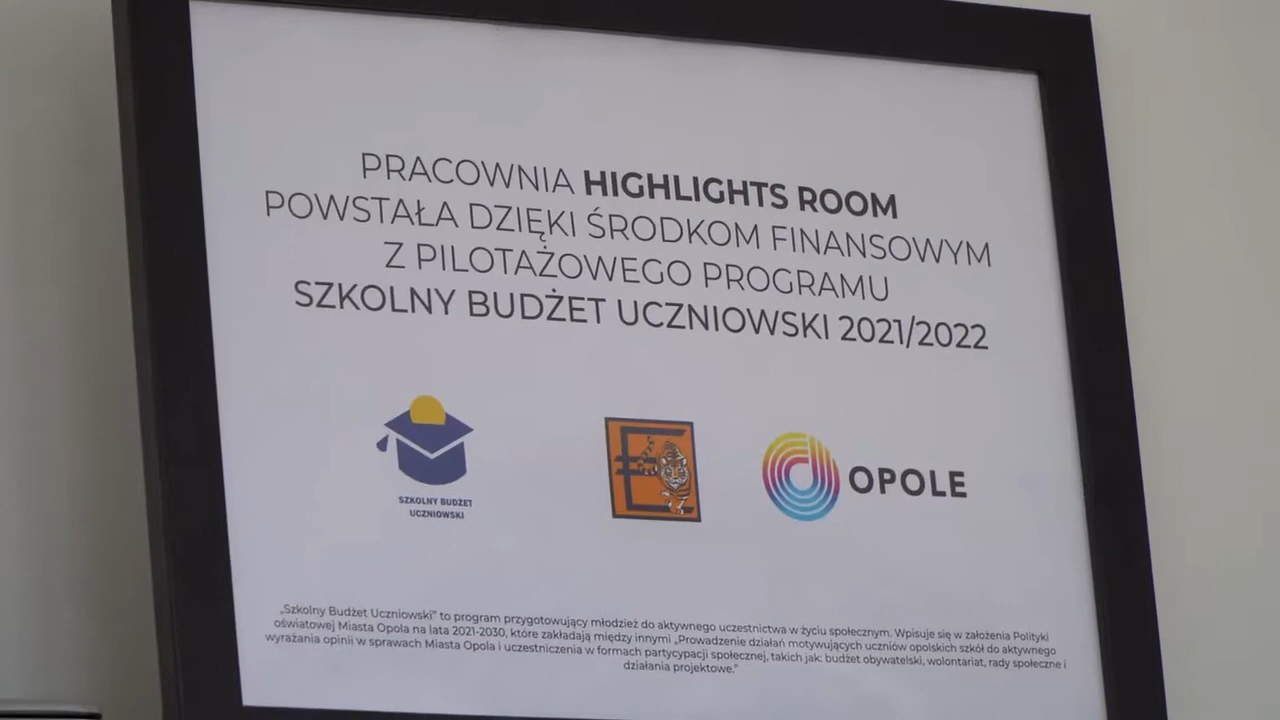 PRACOWNIA HIGHLIGHTS ROOM
POWSTAŁA DZIĘKI ŚRODKOM FINANSOWYM
Z PILOTAŻOWEGO PROGRAMU
SZKOLNY BUDŻET UCZNIOWSKI 2021/2022
SZKOLNY BUDŻET
UCZNIOWSKI
E
OPOLE
„Szkolny Budżet Uczniowski” to program przygotowujący młodzież do aktywnego uczestnictwa w życiu społecznym. Wpisuje się w założenia Polityki
oświatowej Miasta Opola na lata 2021-2030, które zakładają między innymi „Prowadzenie działań motywujących uczniów opolskich szkół do aktywnego
wyrażania opinii w sprawach Miasta Opola i uczestniczenia w formach partycypacji społecznej, takich jak: budżet obywatelski, wolontariat, rady społeczne i
działania projektowe.”